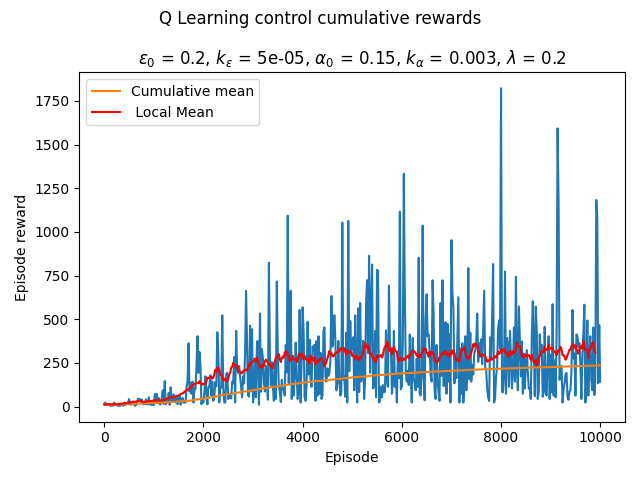 Q Learning control cumulative rewards
ε₀ = 0.2, kε = 5e-05, α₀ = 0.15, kα = 0.003, λ = 0.2
Cumulative mean
Local Mean
Episode reward
1750
1500
1250
1000
750
500
250
0
0 2000 4000 6000 8000 10000
Episode